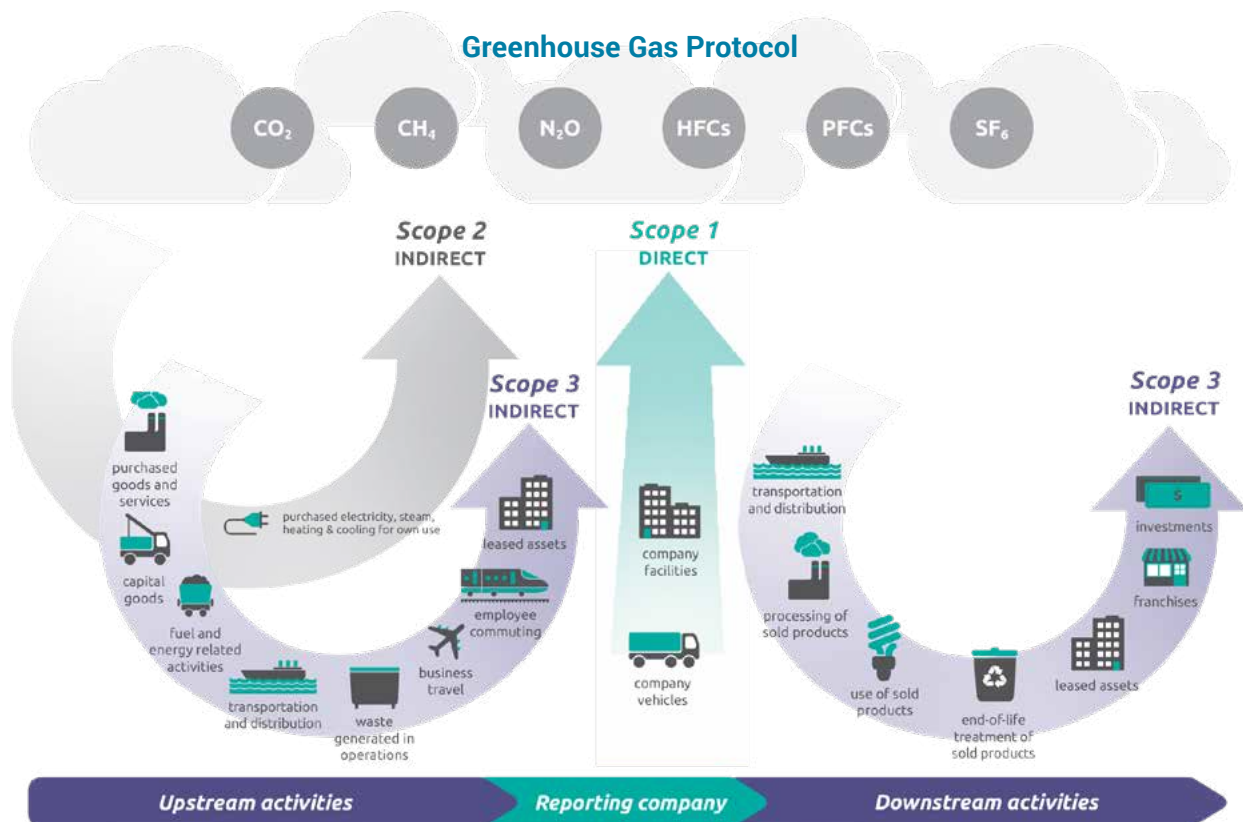 Greenhouse Gas Protocol
CO₂
CH₄
N₂O
HFCs
PFCs
SF₆
Scope 2
INDIRECT
Scope 1
DIRECT
Scope 3
INDIRECT
Scope 3
INDIRECT
purchased
goods and
services
capital
goods
fuel and
energy related
activities
transportation
and distribution
waste
generated in
operations
business
travel
employee
commuting
leased assets
purchased electricity, steam,
heating & cooling for own use
company
facilities
company
vehicles
transportation
and distribution
processing of
sold products
use of sold
products
end-of-life
treatment of
sold products
leased assets
franchises
$
investments
Upstream activities
Reporting company
Downstream activities